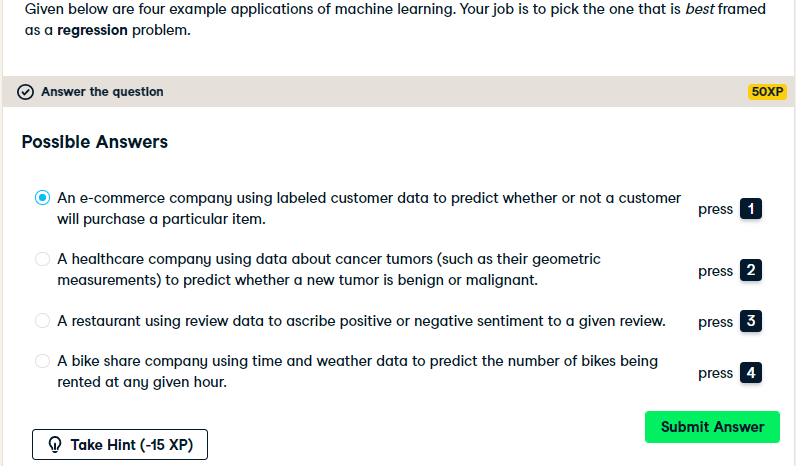 Given below are four example applications of machine learning. Your job is to pick the one that is best framed
as a regression problem.
Answer the question
50XP
Possible Answers
An e-commerce company using labeled customer data to predict whether or not a customer
will purchase a particular item.
press 1
A healthcare company using data about cancer tumors (such as their geometric
measurements) to predict whether a new tumor is benign or malignant.
press 2
A restaurant using review data to ascribe positive or negative sentiment to a given review.
press 3
A bike share company using time and weather data to predict the number of bikes being
rented at any given hour.
press 4
Submit Answer
Take Hint (-15 XP)